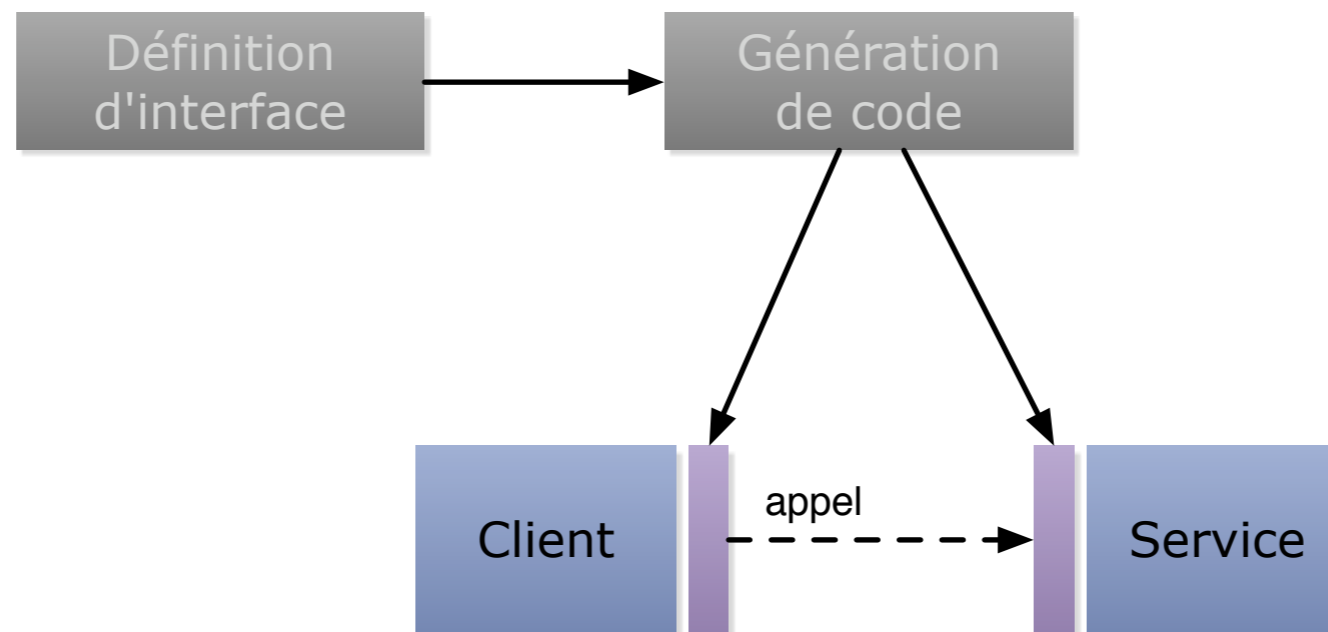 Définition
d'interface
Génération
de code
appel
Client
Service